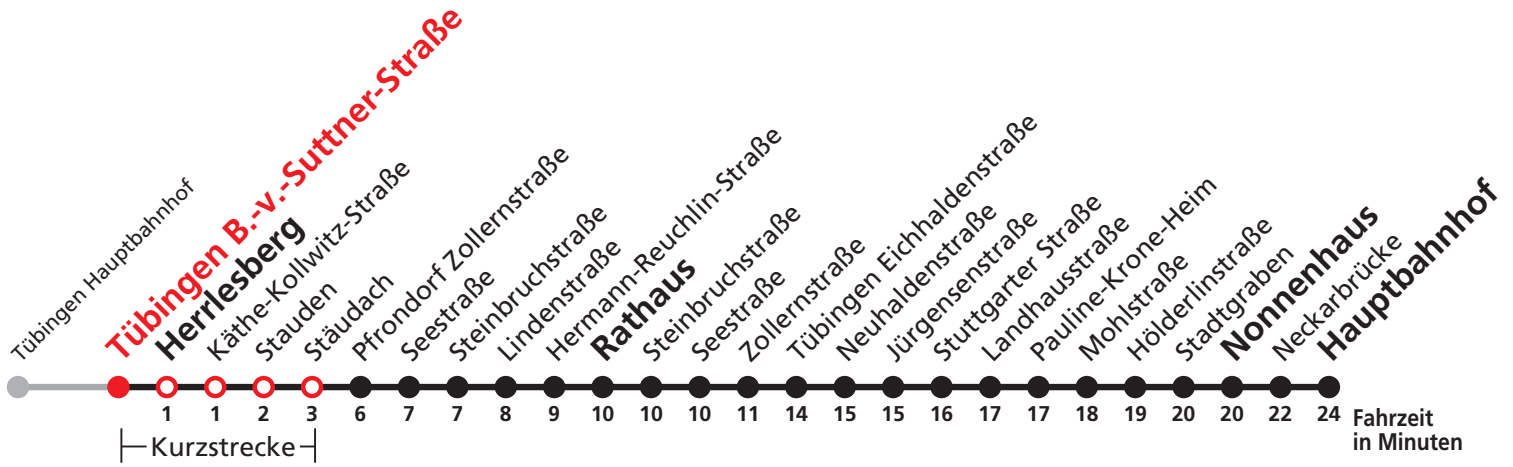 Tübingen Hauptbahnhof
Tübingen B.-v.-Suttner-Straße
Herrlesberg
Käthe-Kollwitz-Straße
Stauden
Stäudach
Pfrondorf Zollernstraße
Seestraße
Steinbruchstraße
Lindenstraße
Hermann-Reuchlin-Straße
Rathaus
Steinbruchstraße
Seestraße
Zollernstraße
Tübingen Eichhaldenstraße
Neuhaldenstraße
Jürgensenstraße
Stuttgarter Straße
Landhausstraße
Pauline-Krone-Heim
Mohlstraße
Hölderlinstraße
Stadtgraben
Nonnenhaus
Neckarbrücke
Hauptbahnhof
1 1 2 3 6 7 7 8 9 10 10 10 11 14 15 15 16 17 17 18 19 20 20 22 24
Fahrzeit
in Minuten
Kurzstrecke